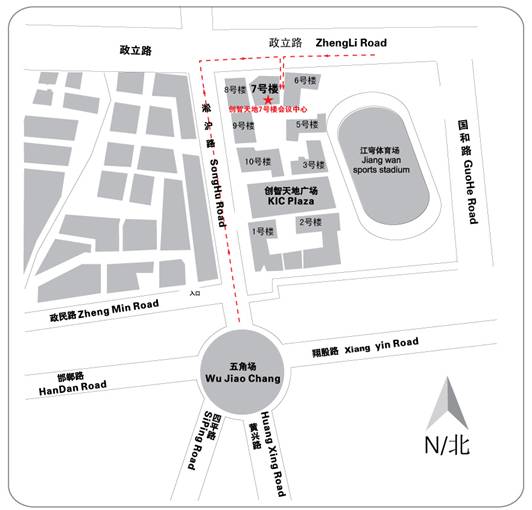 政立路
政立路 ZhengLi Road
8号楼
7号楼
6号楼
创智天地7号楼会议中心
9号楼
5号楼
10号楼
3号楼
淞沪路 SongHu Road
创智天地广场
KIC Plaza
1号楼
2号楼
江弯体育场
Jiang wan
sports stadium
国和路 GuoHe Road
入口
政民路 Zheng Min Road
五角场
Wu Jiao Chang
翔殷路 Xiang yin Road
邯郸路
HanDan Road
四平路
SiPing Road
Huang Xing Road
黄兴路
N/北